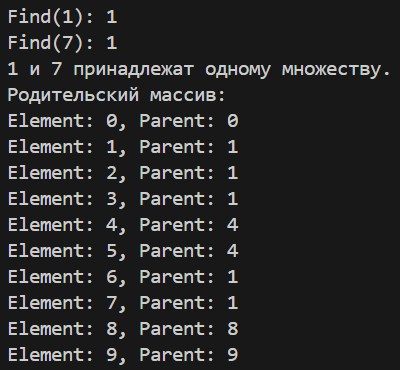 Find(1): 1
Find(7): 1
1 и 7 принадлежат одному множеству.
Родительский массив:
Element: 0, Parent: 0
Element: 1, Parent: 1
Element: 2, Parent: 1
Element: 3, Parent: 1
Element: 4, Parent: 4
Element: 5, Parent: 4
Element: 6, Parent: 1
Element: 7, Parent: 1
Element: 8, Parent: 8
Element: 9, Parent: 9